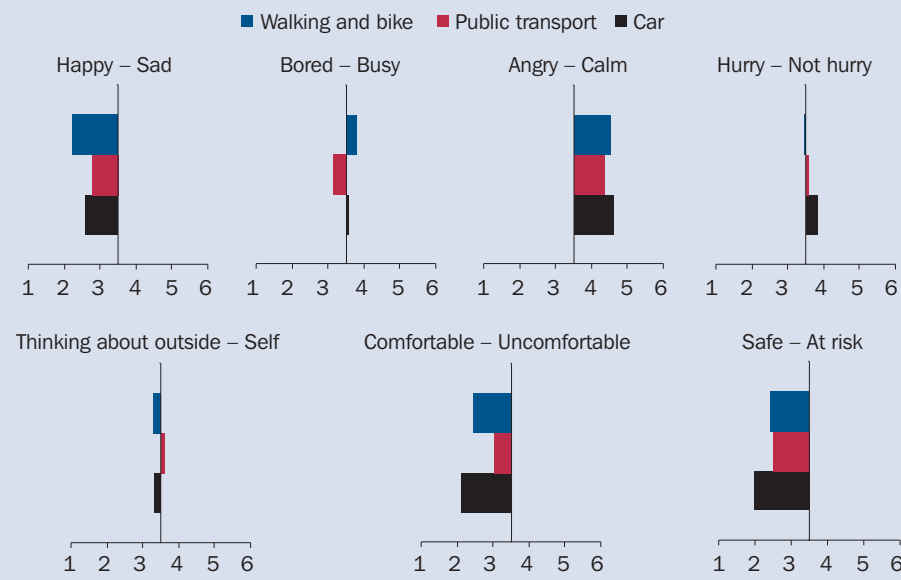 Walking and bike Public transport Car
Happy – Sad
Bored – Busy
Angry – Calm
Hurry – Not hurry
1 2 3 4 5 6
1 2 3 4 5 6
1 2 3 4 5 6
1 2 3 4 5 6
Thinking about outside – Self
Comfortable – Uncomfortable
Safe – At risk
1 2 3 4 5 6
1 2 3 4 5 6
1 2 3 4 5 6